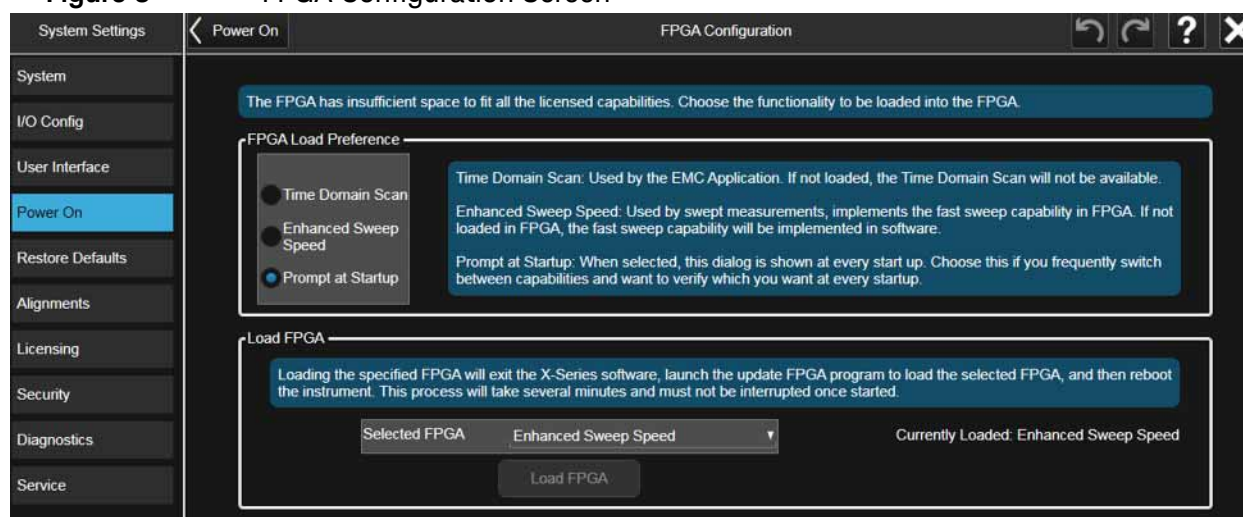 Figure 3 FPGA Configuration Screen
System Settings
Power On
FPGA Configuration
?
System
I/O Config
User Interface
Power On
Restore Defaults
Alignments
Licensing
Security
Diagnostics
Service
The FPGA has insufficient space to fit all the licensed capabilities. Choose the functionality to be loaded into the FPGA.
FPGA Load Preference
Time Domain Scan
Enhanced Sweep
Speed
Prompt at Startup
Time Domain Scan: Used by the EMC Application. If not loaded, the Time Domain Scan will not be available.
Enhanced Sweep Speed: Used by swept measurements, implements the fast sweep capability in FPGA. If not
loaded in FPGA, the fast sweep capability will be implemented in software.
Prompt at Startup: When selected, this dialog is shown at every start up. Choose this if you frequently switch
between capabilities and want to verify which you want at every startup.
Load FPGA
Loading the specified FPGA will exit the X-Series software, launch the update FPGA program to load the selected FPGA, and then reboot
the instrument. This process will take several minutes and must not be interrupted once started.
Selected FPGA
Enhanced Sweep Speed
Currently Loaded: Enhanced Sweep Speed
Load FPGA